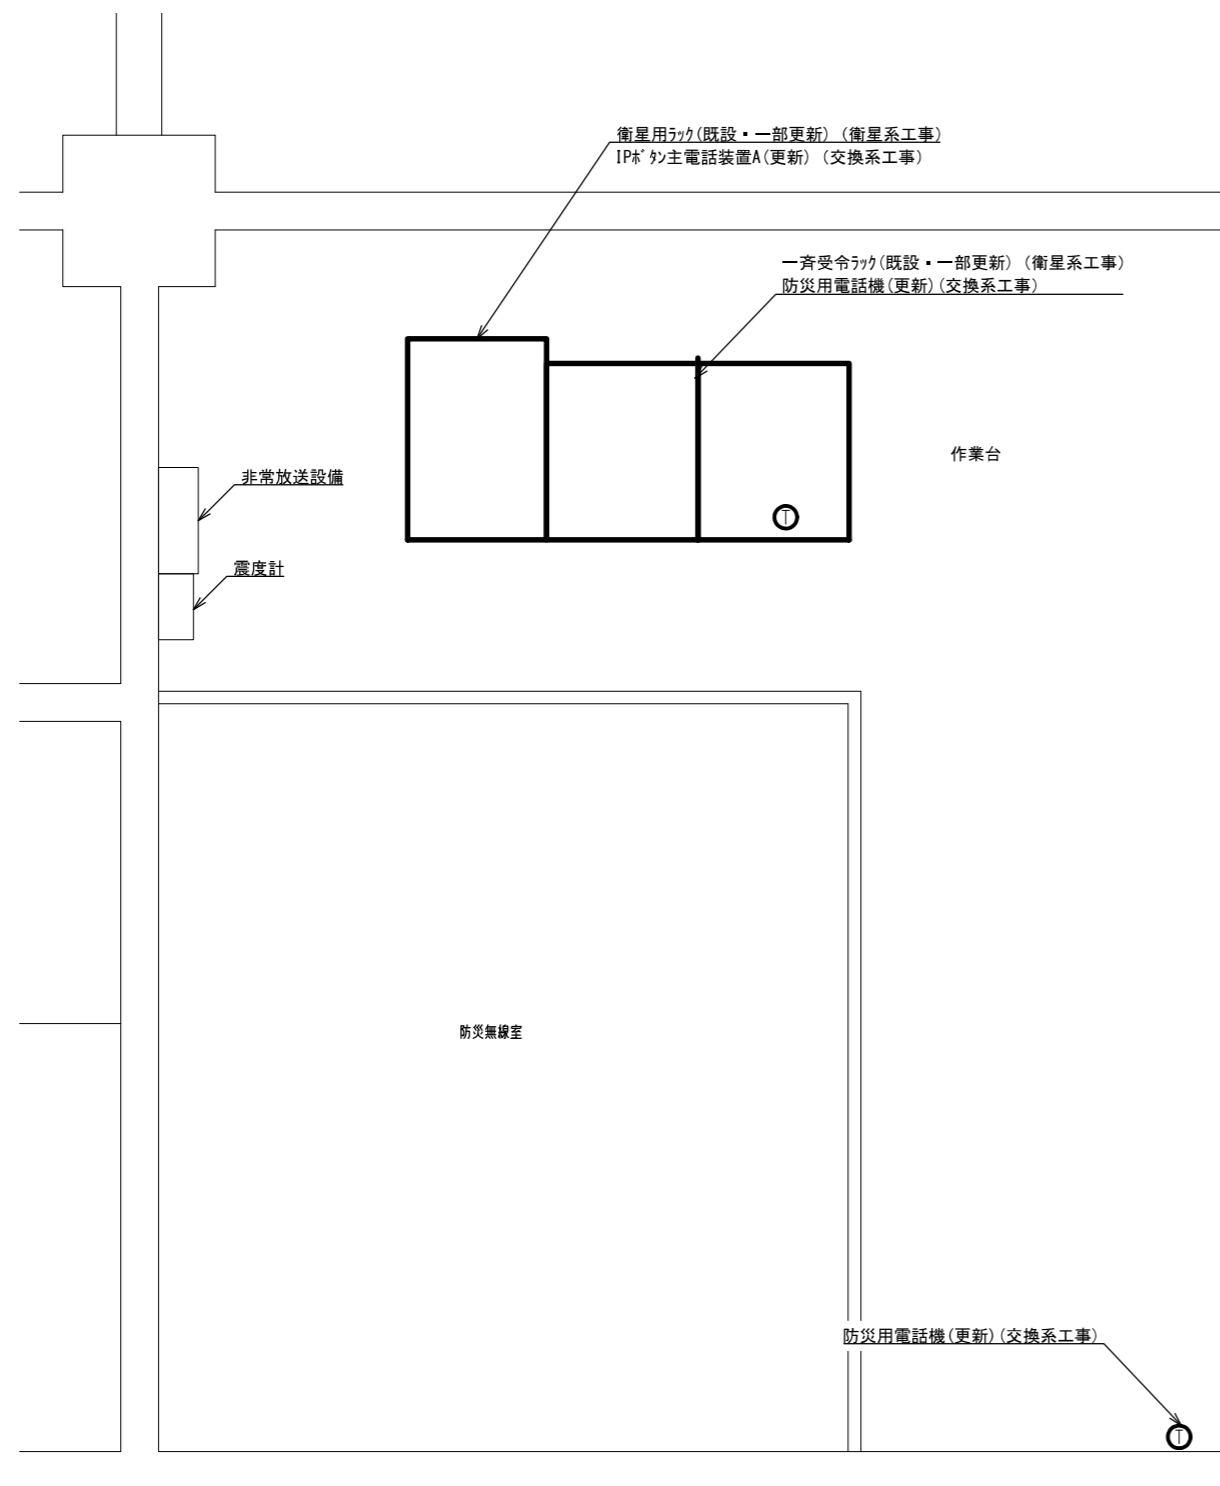 衛星用ﾗｯｸ(既設・一部更新) (衛星系工事)
IPﾎﾞﾀﾝ主電話装置A(更新) (交換系工事)
一斉受令ﾗｯｸ(既設・一部更新) (衛星系工事)
防災用電話機(更新)(交換系工事)
作業台
非常放送設備
T
震度計
防災無線室
防災用電話機(更新)(交換系工事)
T